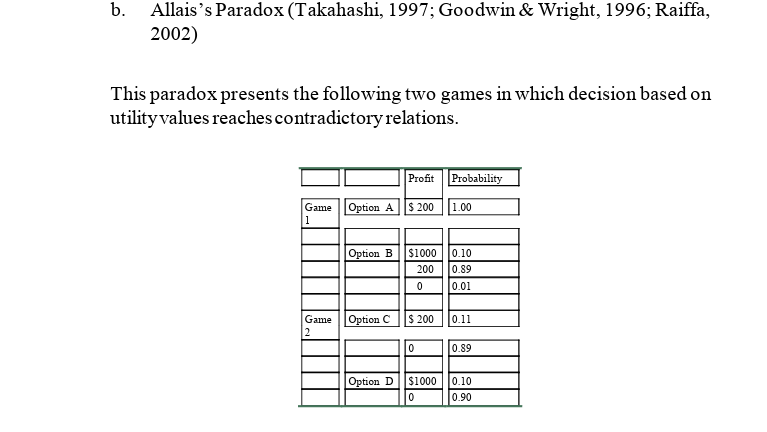 b. Allais's Paradox (Takahashi, 1997; Goodwin & Wright, 1996; Raiffa,
2002)
This paradox presents the following two games in which decision based on
utility values reaches contradictory relations.
Profit Probability
Game 1 Option A $ 200 1.00
Option B $1000 0.10
200 0.89
0 0.01
Game 2 Option C $ 200 0.11
0 0.89
Option D $1000 0.10
0 0.90